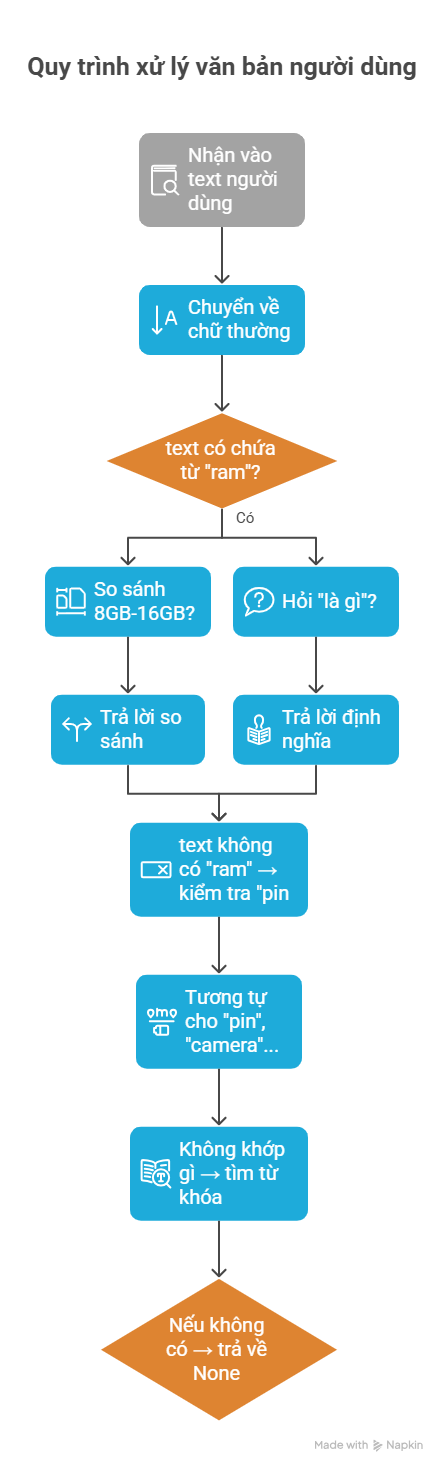 Quy trình xử lý văn bản người dùng
Nhận vào
text người
dùng
Chuyển về
chữ thường
text có chứa
từ "ram"?
Có
So sánh
8GB-16GB?
Hỏi "là gì"?
Trả lời so
sánh
Trả lời định
nghĩa
text không
có "ram" →
kiểm tra "pin
Tương tự
cho "pin",
"camera"...
Không khớp
gì → tìm từ
khóa
Nếu không
có → trả về
None
Made with Napkin